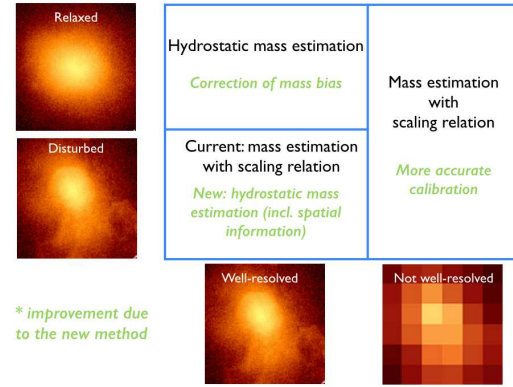 Relaxed
Hydrostatic mass estimation
Correction of mass bias
Mass estimation
with
scaling relation
More accurate
calibration
Disturbed
Current: mass estimation
with scaling relation
New: hydrostatic mass
estimation (incl. spatial
information)
Well-resolved
Not well-resolved
* improvement due
to the new method